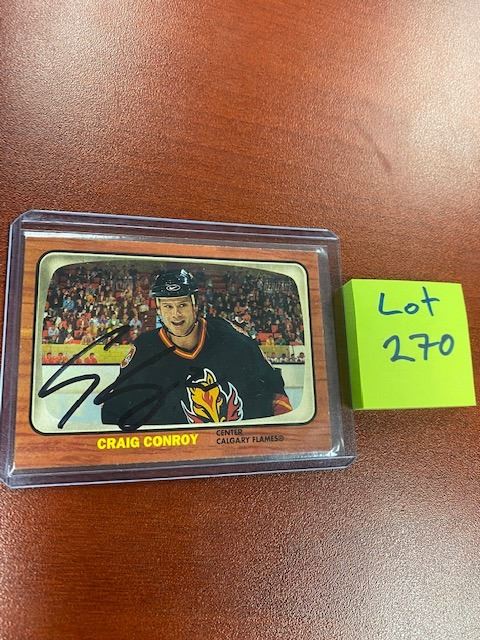 CRAIG CONROY
CENTER
CALGARY FLAMES®
Lot
270